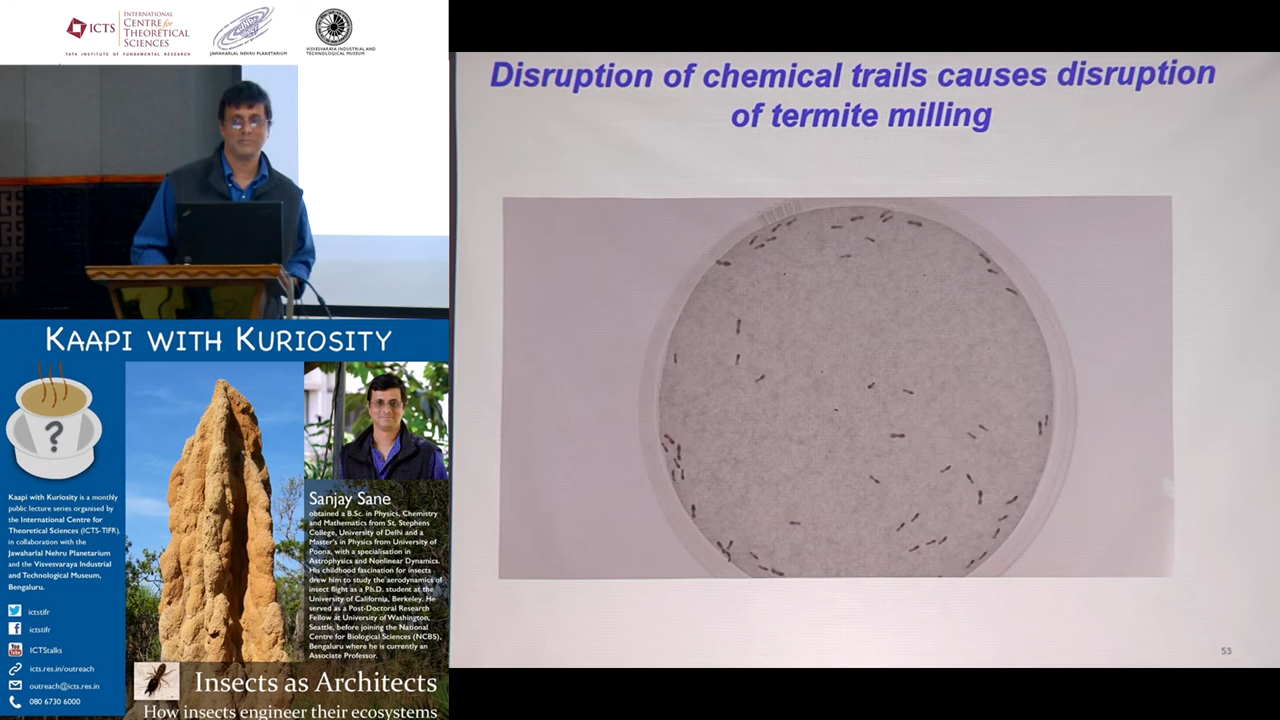 ICTS
INTERNATIONAL
CENTRE for
THEORETICAL
SCIENCES
TATA INSTITUTE OF FUNDAMENTAL RESEARCH
JAWAHARLAL NEHRU PLANETARIUM
VISVESVARAYA INDUSTRIAL AND
TECHNOLOGICAL MUSEUM
KAAPI WITH KURIOSITY
?
Kaapi with Kuriosity is a monthly
public lecture series organised by
the International Centre for
Theoretical Sciences (ICTS-TIFR),
in collaboration with the
Jawaharlal Nehru Planetarium
and the Visvesvaraya Industrial
and Technological Museum,
Bengaluru.
ictstifr
ictstifr
ICTStalks
icts.res.in/outreach
outreach@icts.res.in
080 6730 6000
Sanjay Sane
obtained a B.Sc. in Physics, Chemistry
and Mathematics from St. Stephens
College, University of Delhi and a
Master's in Physics from University of
Poona, with a specialisation in
Astrophysics and Nonlinear Dynamics.
His childhood fascination for insects
drew him to study the aerodynamics of
insect flight as a Ph.D. student at the
University of California, Berkeley. He
served as a Post-Doctoral Research
Fellow at University of Washington,
Seattle, before joining the National
Centre for Biological Sciences (NCBS),
Bengaluru where he is currently an
Associate Professor.
Insects as Architects
How insects engineer their ecosystems
Disruption of chemical trails causes disruption
of termite milling
53